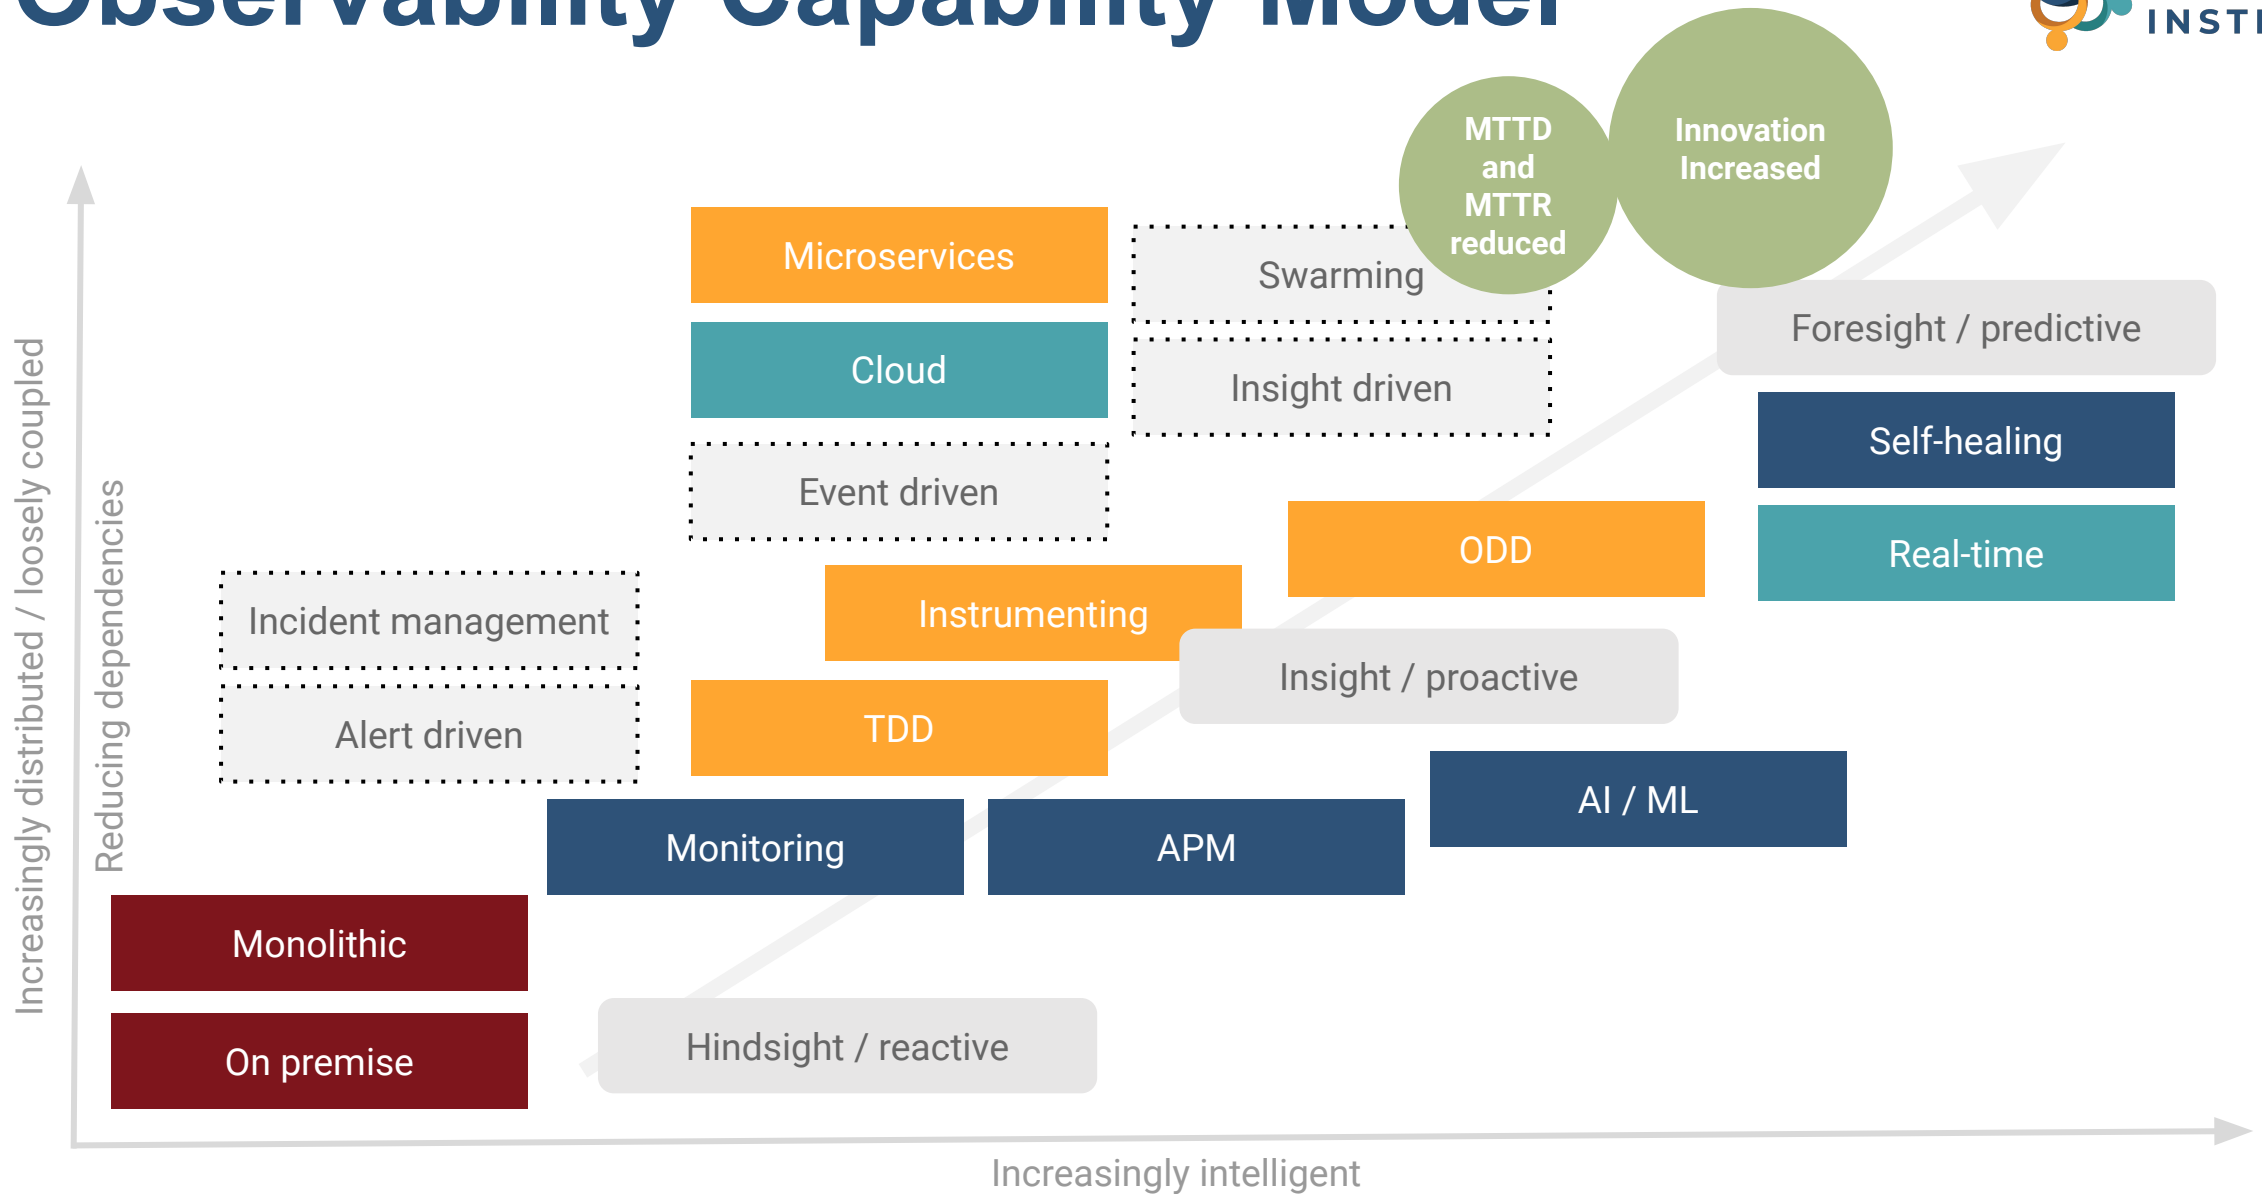 Observability Capability Model
INSTI
MTTD
and
MTTR
reduced
Innovation
Increased
Microservices
Swarming
Foresight / predictive
Cloud
Insight driven
Self-healing
Event driven
ODD
Real-time
Incident management
Instrumenting
Insight / proactive
Alert driven
TDD
AI / ML
Monitoring
APM
Monolithic
On premise
Hindsight / reactive
Increasingly distributed / loosely coupled
Reducing dependencies
Increasingly intelligent